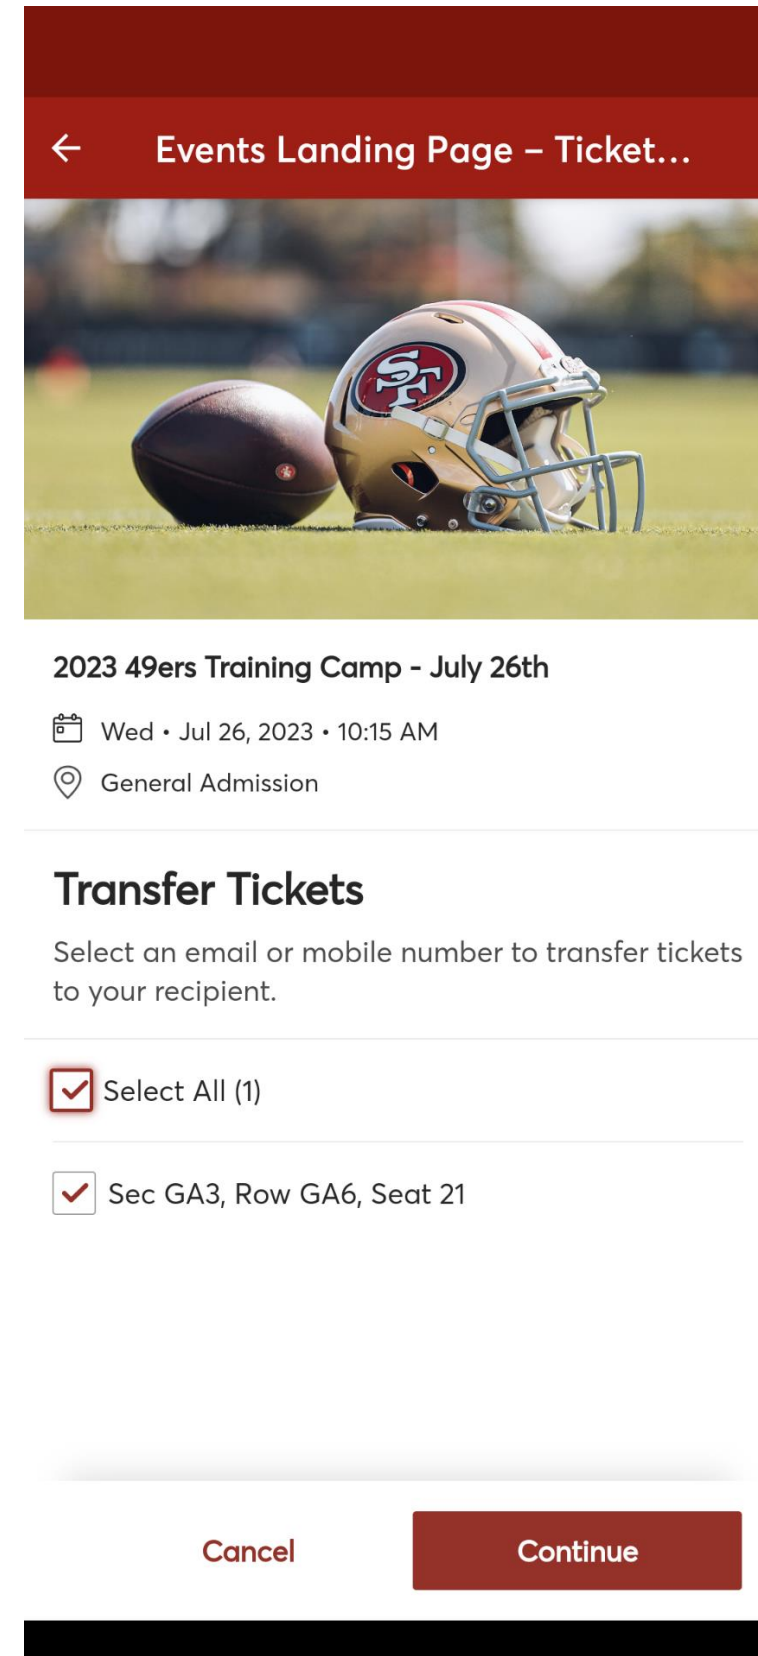 Events Landing Page – Ticket...
SF
2023 49ers Training Camp - July 26th
Wed • Jul 26, 2023 • 10:15 AM
General Admission
Transfer Tickets
Select an email or mobile number to transfer tickets
to your recipient.
Select All (1)
Sec GA3, Row GA6, Seat 21
Cancel
Continue